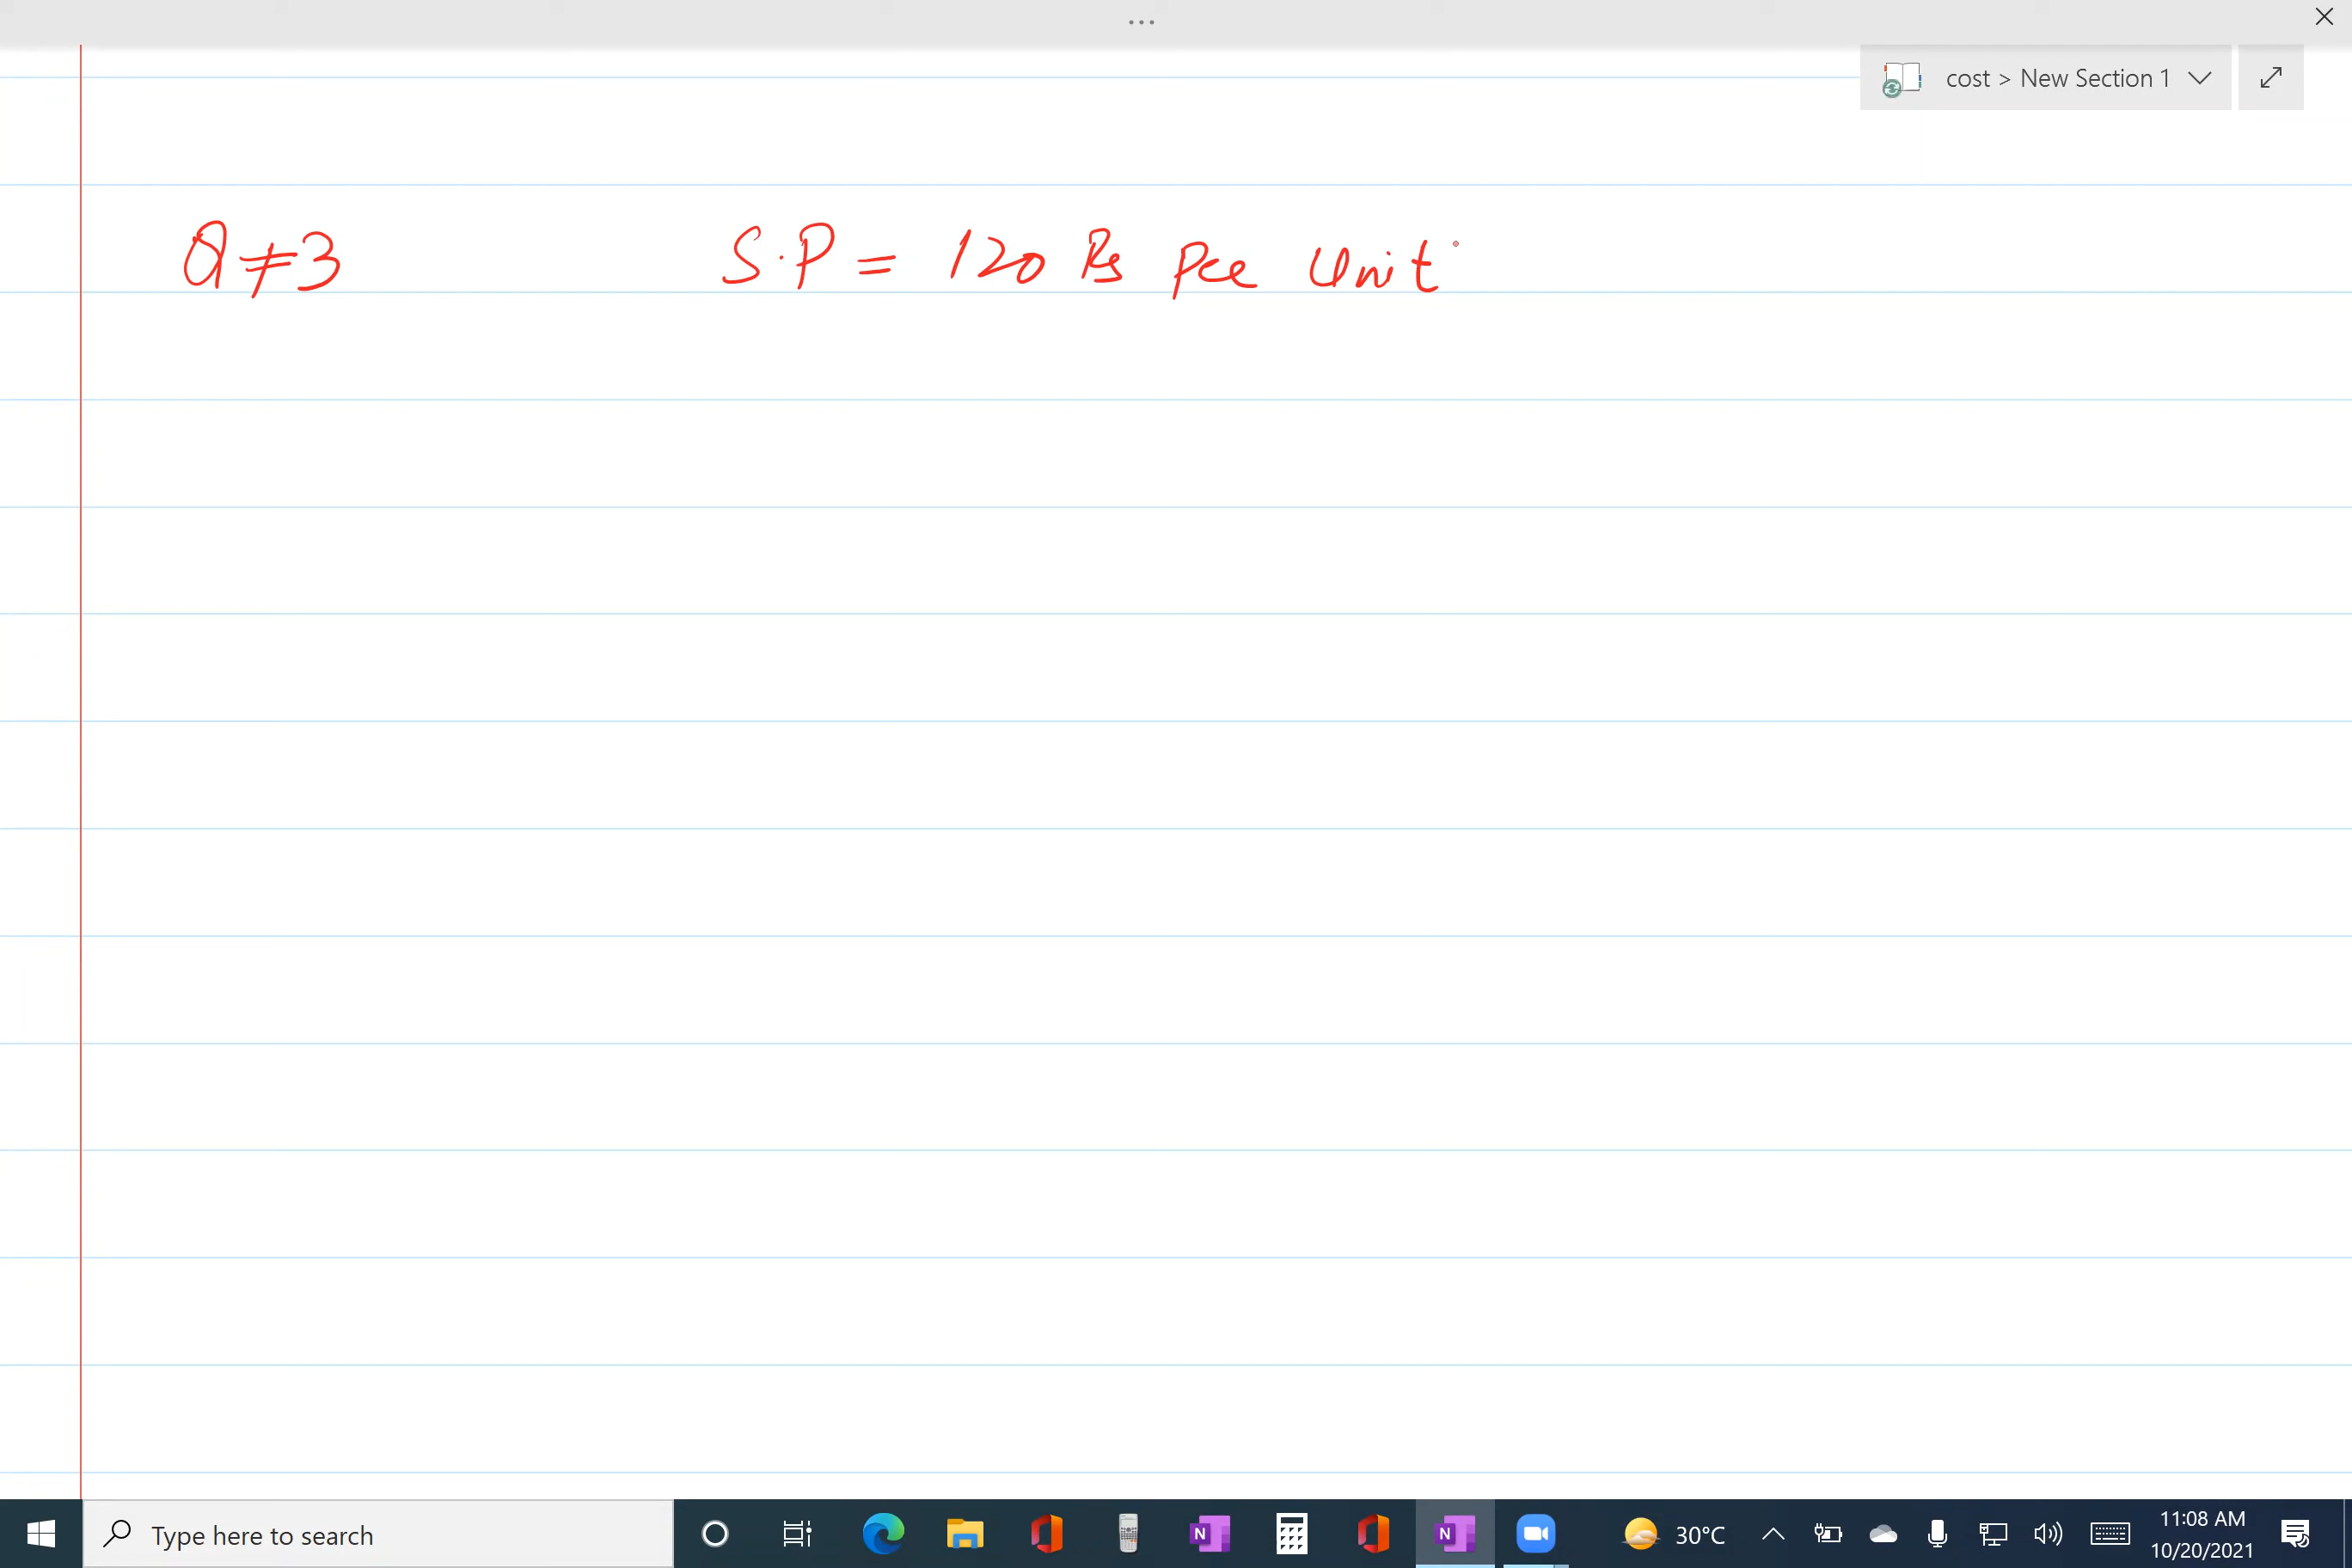 cost > New Section 1
Q#3 S.P = 120 Rs Per Unit
Type here to search
30°C
11:08 AM
10/20/2021